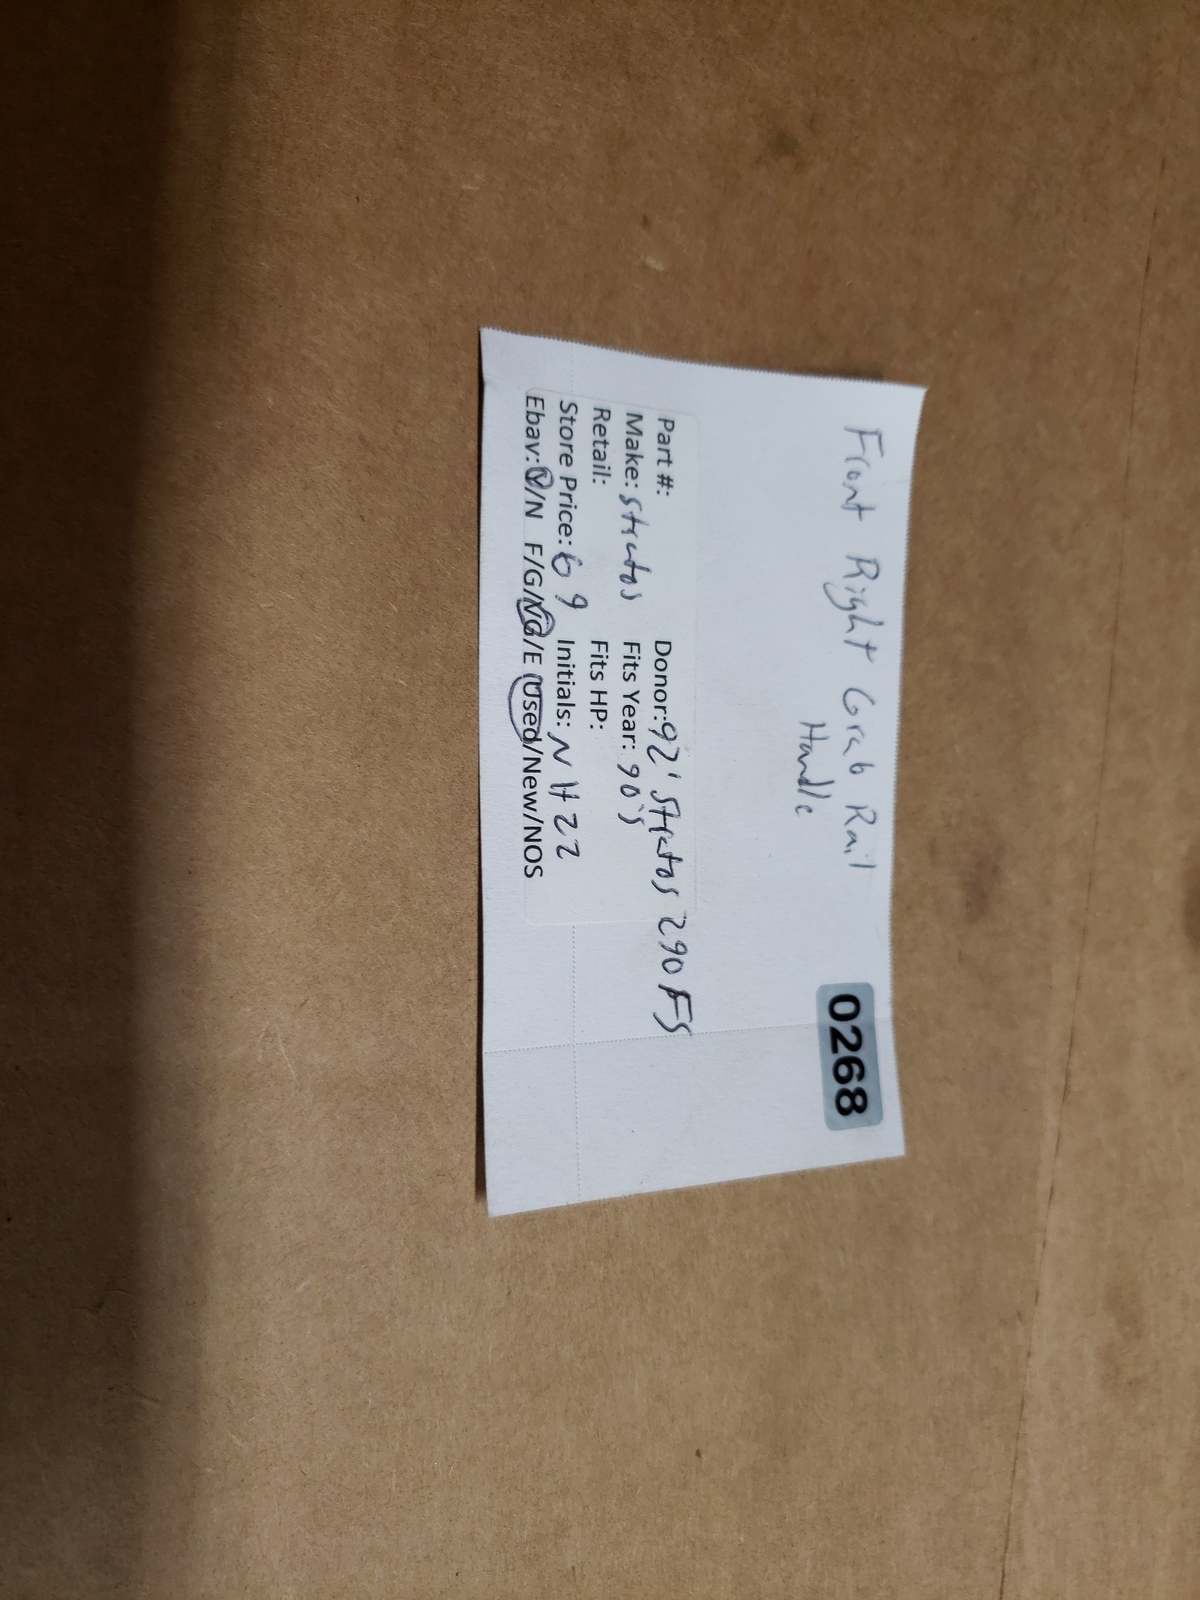 Front Right Grab Rail
Handle
0268
Part #: Donor: 92' Stratos 290 FS
Make: Stratos Fits Year: 90's
Retail: Fits HP:
Store Price: 69 Initials: NH22
Ebay: Y/N F/G/VG/E Used/New/NOS